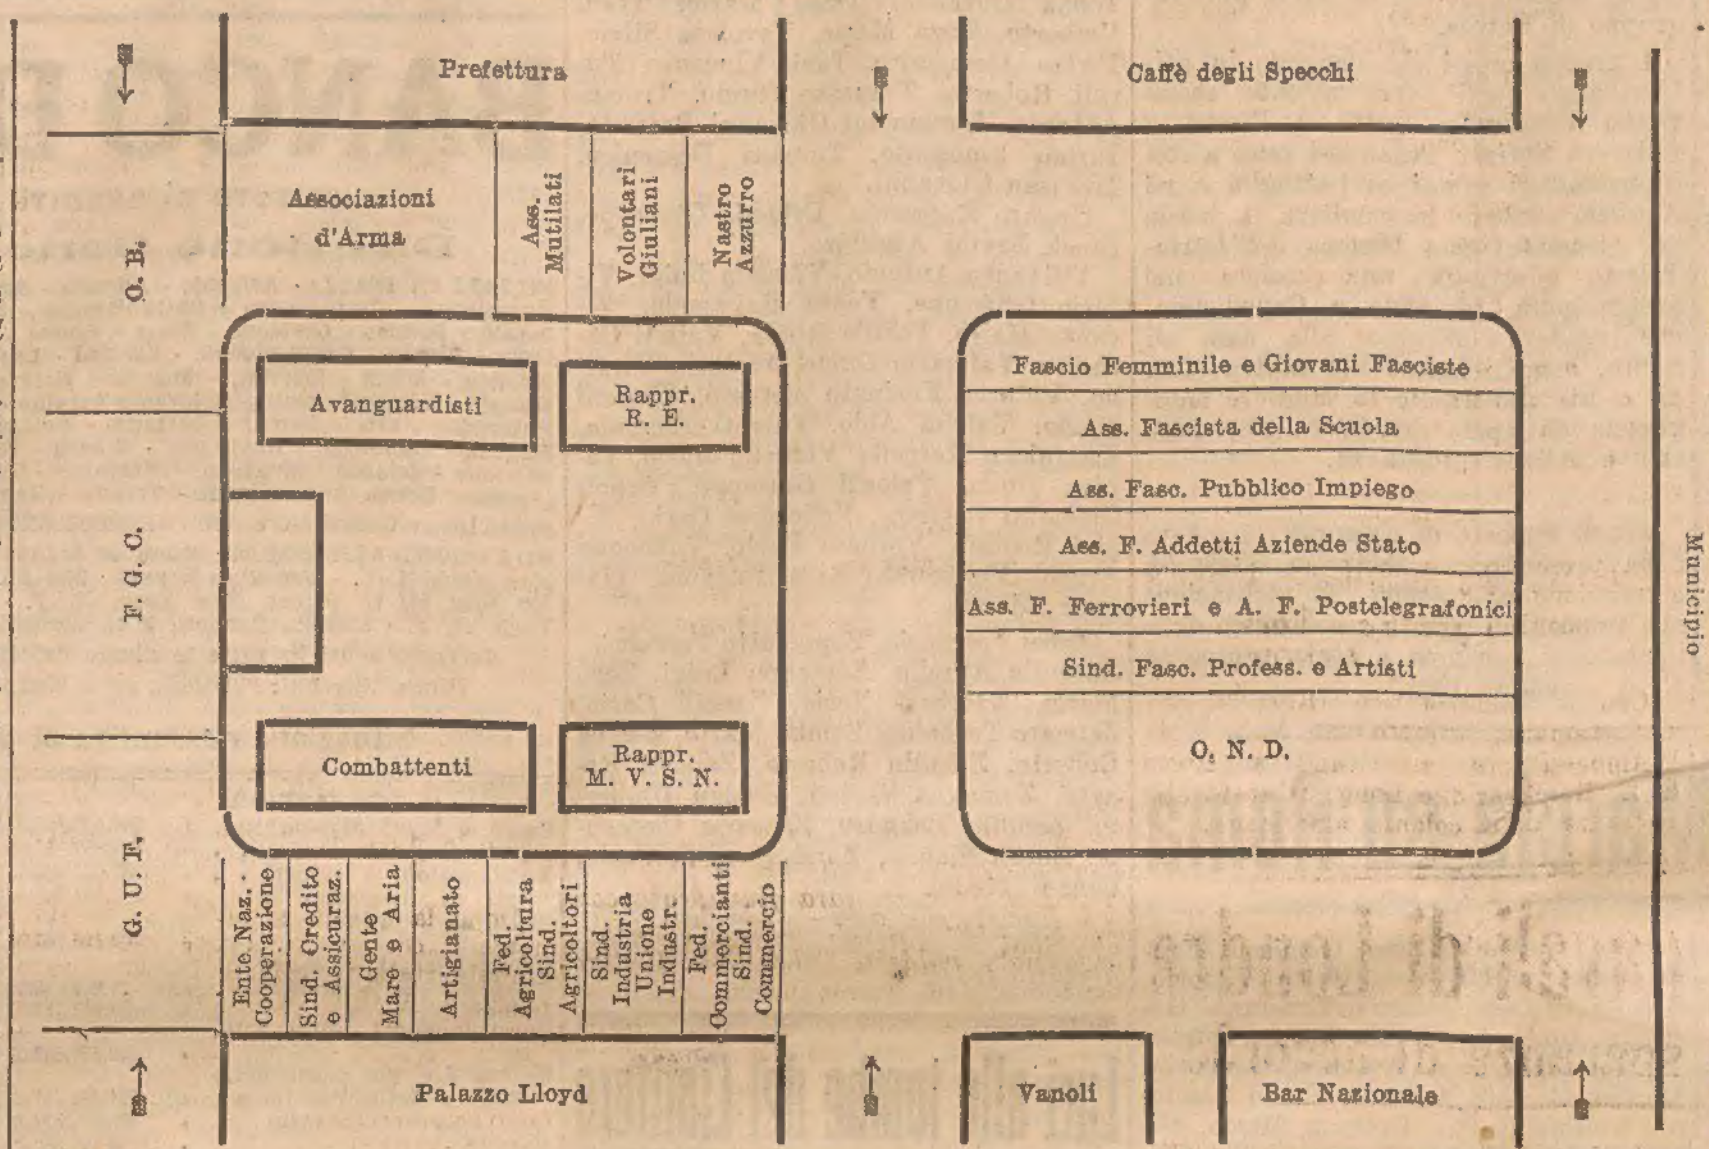 Prefettura
Caffè degli Specchi
O. B.
Associazioni
d'Arma
Ass.
Mutilati
Volontari
Giuliani
Nastro
Azzurro
Avanguardisti
Rappr.
R. E.
Fascio Femminile e Giovani Fasciste
Ass. Fascista della Scuola
Ass. Fasc. Pubblico Impiego
Ass. F. Addetti Aziende Stato
Ass. F. Ferrovieri e A. F. Postelegrafonici
Sind. Fasc. Profess. e Artisti
O. N. D.
F. G. C.
Municipio
Combattenti
Rappr.
M. V. S. N.
G. U. F.
Ente Naz.
Cooperazione
Sind. Credito
e Assicuraz.
Gente
Mare e Aria
Artigianato
Fed.
Agricoltura
Sind.
Agricoltori
Sind.
Industria
Unione
Industr.
Fed.
Commercianti
Sind.
Commercio
Palazzo Lloyd
Vanoli
Bar Nazionale